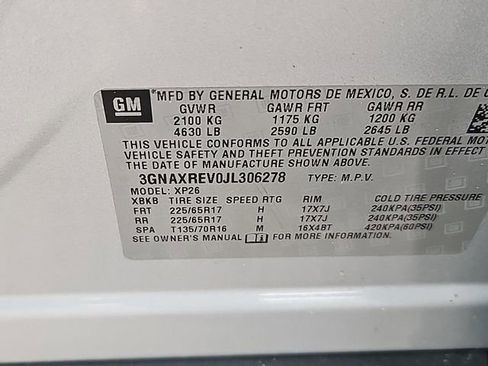 GM
*MFD BY GENERAL MOTORS DE MEXICO, S. DE R.L. DE
GVWR GAWR FRT GAWR RR
2100 KG 1175 KG 1200 KG
4630 LB 2590 LB 2645 LB
THIS VEHICLE CONFORMS TO ALL APPLICABLE U.S. FEDERAL
VEHICLE SAFETY AND THEFT PREVENTION STANDARDS IN EFFECT
THE DATE OF MANUFACTURE SHOWN ABOVE.
3GNAXREV0JL306278 TYPE: M.P.V.
MODEL: XP26
XBKB TIRE SIZE SPEED RTG RIM COLD TIRE PRESSURE
FRT 225/65R17 H 17X7J 240KPA(35PSI)
RR 225/65R17 H 17X7J 240KPA(35PSI)
SPA T135/70R16 M 16X4BT 420KPA(60PSI)
SEE OWNER'S MANUAL FOR MORE INFORMATION.